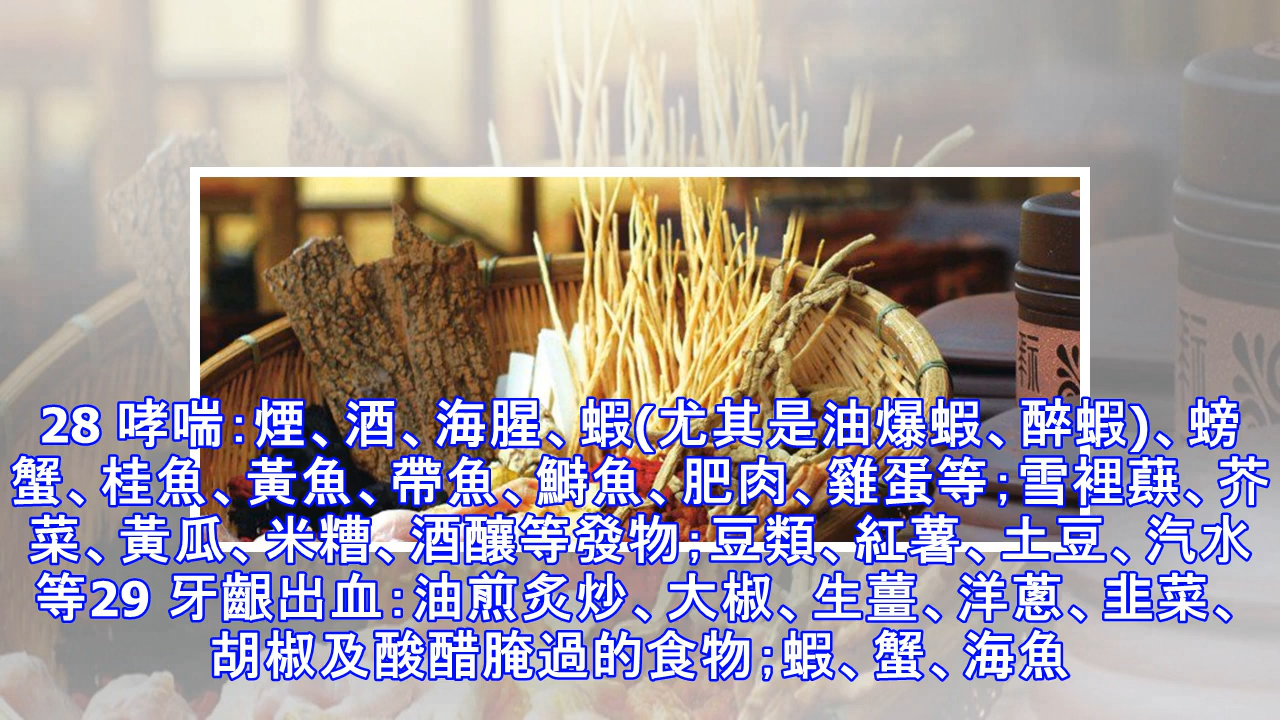 28 哮喘:煙、酒、海腥、蝦(尤其是油爆蝦、醉蝦)、螃
蟹、桂魚、黃魚、帶魚、鰣魚、肥肉、雞蛋等;雪裡蕻、芥
菜、黃瓜、米糟、酒釀等發物;豆類、紅薯、土豆、汽水
等29 牙齦出血:油煎炙炒、大椒、生薑、洋蔥、韭菜、
胡椒及酸醋腌過的食物;蝦、蟹、海魚